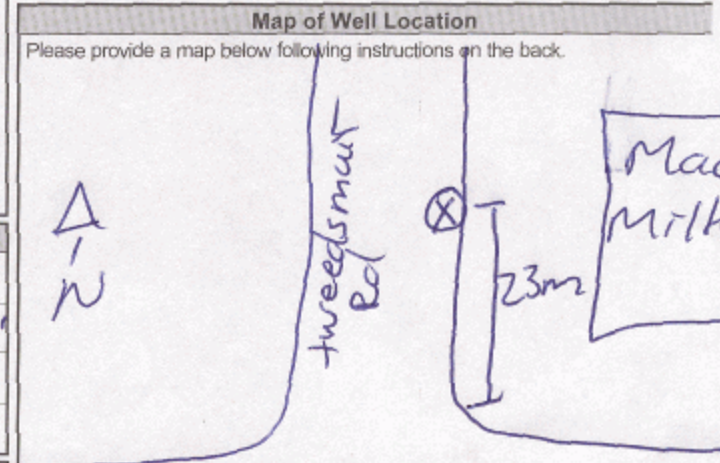 Map of Well Location
Please provide a map below following instructions on the back.
N
tweedsmuir
Rd
X
23m
Mac
Milk